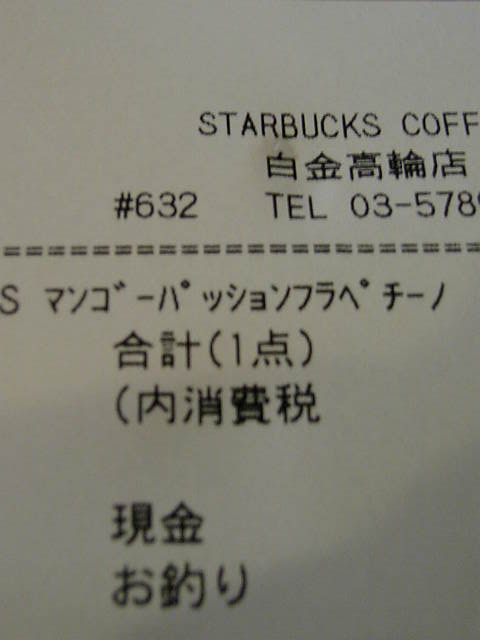 STARBUCKS COFF
白金高輪店
#632 TEL 03-5789
==============================
S マンゴーパッションフラペチーノ
合計(1点)
(内消費税
現金
お釣り